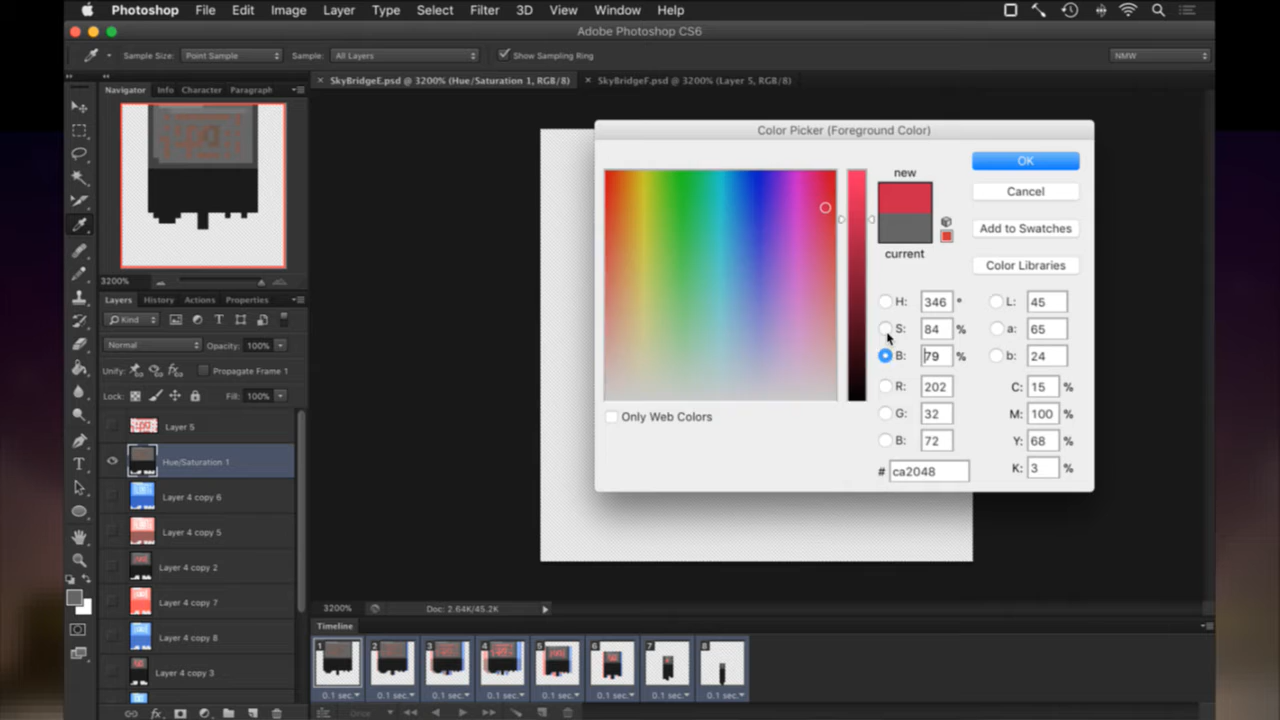 Photoshop File Edit Image Layer Type Select Filter 3D View Window Help
Adobe Photoshop CS6
Sample Size: Point Sample Sample: All Layers Show Sampling Ring NMW
SkyBridgeE.psd @ 3200% (Hue/Saturation 1, RGB/8) SkyBridgeF.psd @ 3200% (Layer 5, RGB/8)
Navigator Info Character Paragraph
3200%
Layers History Actions Properties
Kind
Normal Opacity: 100%
Unify: Propagate Frame 1
Lock: Fill: 100%
Layer 5
Hue/Saturation 1
Layer 4 copy 6
Layer 4 copy 5
Layer 4 copy 2
Layer 4 copy 7
Layer 4 copy 8
Layer 4 copy 3
Color Picker (Foreground Color)
new
current
OK
Cancel
Add to Swatches
Color Libraries
H: 346 ° L: 45
S: 84 % a: 65
B: 79 % b: 24
R: 202 C: 15 %
G: 32 M: 100 %
B: 72 Y: 68 %
# ca2048 K: 3 %
Only Web Colors
3200% Doc: 2.64K/45.2K
Timeline
1 2 3 4 5 6 7 8
0.1 sec. 0.1 sec. 0.1 sec. 0.1 sec. 0.1 sec. 0.1 sec. 0.1 sec. 0.1 sec.
Once